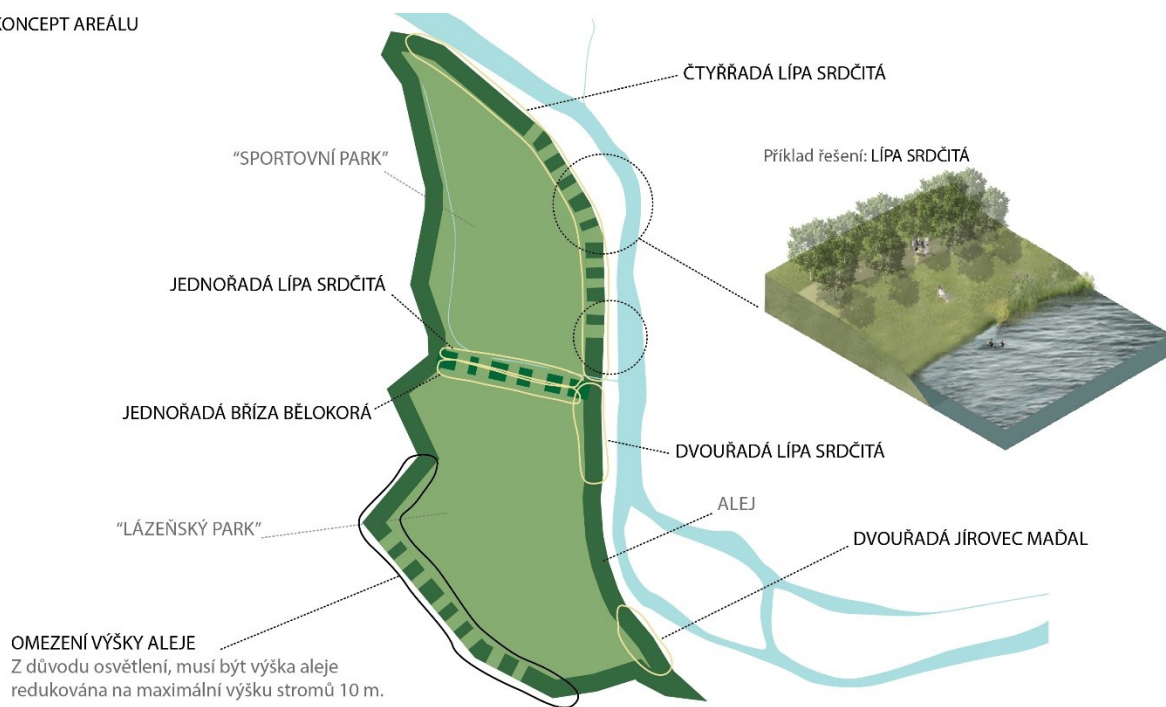 KONCEPT AREÁLU
ČTYŘŘADÁ LÍPA SRDČITÁ
"SPORTOVNÍ PARK"
Příklad řešení: LÍPA SRDČITÁ
JEDNOŘADÁ LÍPA SRDČITÁ
JEDNOŘADÁ BŘÍZA BĚLOKORÁ
DVOUŘADÁ LÍPA SRDČITÁ
ALEJ
"LÁZEŇSKÝ PARK"
DVOUŘADÁ JÍROVEC MAĎAL
OMEZENÍ VÝŠKY ALEJE
Z důvodu osvětlení, musí být výška aleje
redukována na maximální výšku stromů 10 m.